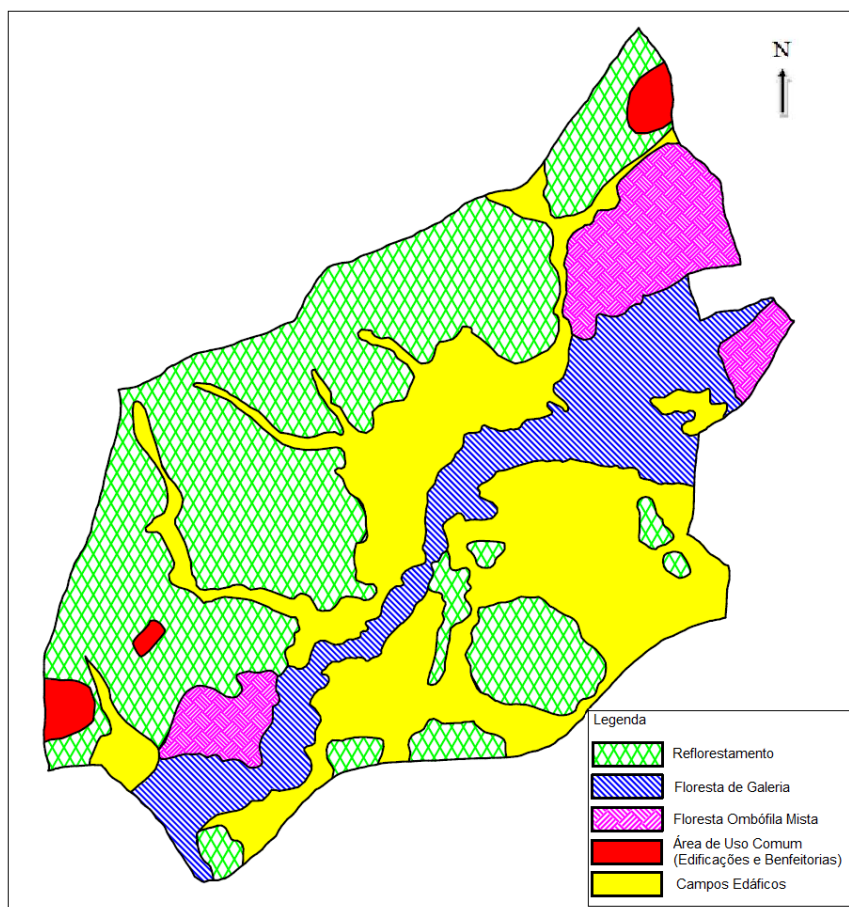 N
Legenda
Reflorestamento
Floresta de Galeria
Floresta Ombófila Mista
Área de Uso Comum
(Edificações e Benfeitorias)
Campos Edáficos